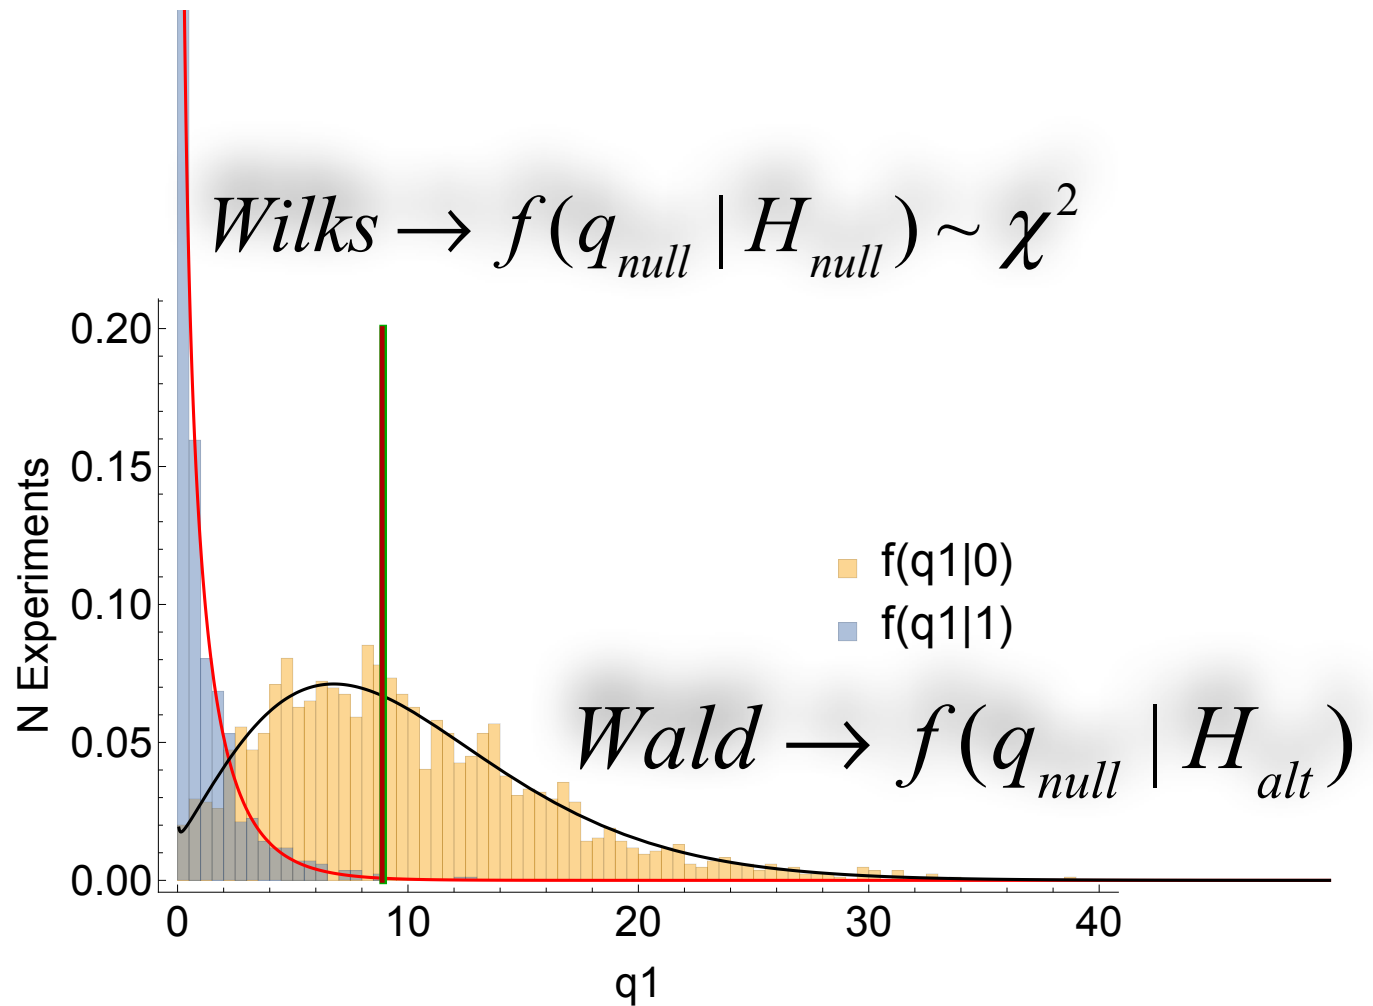 Wilks → f(q_null | H_null) ~ χ²
0.20
0.15
0.10
0.05
0.00
N Experiments
f(q1|0)
f(q1|1)
Wald → f(q_null | H_alt)
0 10 20 30 40
q1